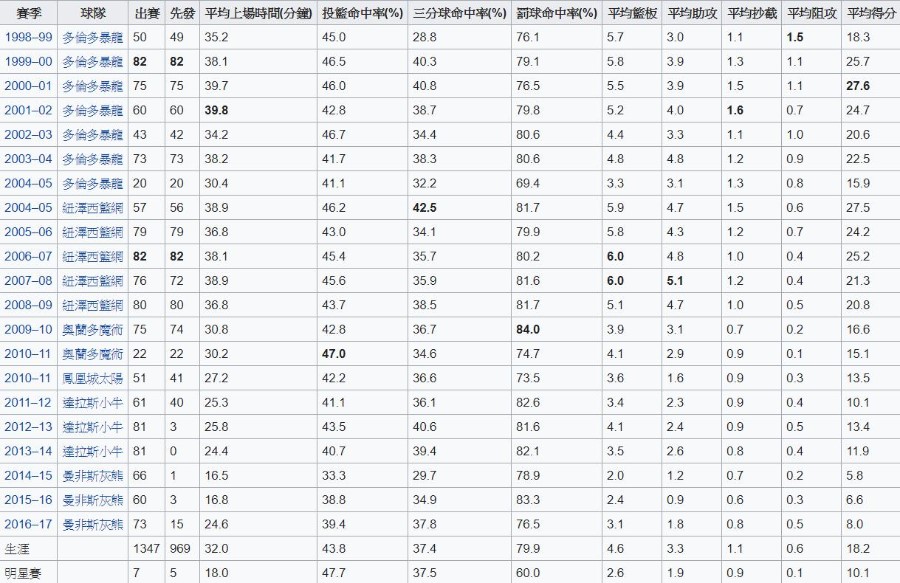 賽季 球隊 出賽 先發 平均上場時間(分鐘) 投籃命中率(%) 三分球命中率(%) 罰球命中率(%) 平均籃板 平均助攻 平均抄截 平均阻攻 平均得分
1998–99 多倫多暴龍 50 49 35.2 45.0 28.8 76.1 5.7 3.0 1.1 1.5 18.3
1999–00 多倫多暴龍 82 82 38.1 46.5 40.3 79.1 5.8 3.9 1.3 1.1 25.7
2000–01 多倫多暴龍 75 75 39.7 46.0 40.8 76.5 5.5 3.9 1.5 1.1 27.6
2001–02 多倫多暴龍 60 60 39.8 42.8 38.7 79.8 5.2 4.0 1.6 0.7 24.7
2002–03 多倫多暴龍 43 42 34.2 46.7 34.4 80.6 4.4 3.3 1.1 1.0 20.6
2003–04 多倫多暴龍 73 73 38.2 41.7 38.3 80.6 4.8 4.8 1.2 0.9 22.5
2004–05 多倫多暴龍 20 20 30.4 41.1 32.2 69.4 3.3 3.1 1.3 0.8 15.9
2004–05 紐澤西籃網 57 56 38.9 46.2 42.5 81.7 5.9 4.7 1.5 0.6 27.5
2005–06 紐澤西籃網 79 79 36.8 43.0 34.1 79.9 5.8 4.3 1.2 0.7 24.2
2006–07 紐澤西籃網 82 82 38.1 45.4 35.7 80.2 6.0 4.8 1.0 0.4 25.2
2007–08 紐澤西籃網 76 72 38.9 45.6 35.9 81.6 6.0 5.1 1.2 0.4 21.3
2008–09 紐澤西籃網 80 80 36.8 43.7 38.5 81.7 5.1 4.7 1.0 0.5 20.8
2009–10 奧蘭多魔術 75 74 30.8 42.8 36.7 84.0 3.9 3.1 0.7 0.2 16.6
2010–11 奧蘭多魔術 22 22 30.2 47.0 34.6 74.7 4.1 2.9 0.9 0.1 15.1
2010–11 鳳凰城太陽 51 41 27.2 42.2 36.6 73.5 3.6 1.6 0.9 0.3 13.5
2011–12 達拉斯小牛 61 40 25.3 41.1 36.1 82.6 3.4 2.3 0.9 0.4 10.1
2012–13 達拉斯小牛 81 3 25.8 43.5 40.6 81.6 4.1 2.4 0.9 0.5 13.4
2013–14 達拉斯小牛 81 0 24.4 40.7 39.4 82.1 3.5 2.6 0.8 0.4 11.9
2014–15 曼非斯灰熊 66 1 16.5 33.3 29.7 78.9 2.0 1.2 0.7 0.2 5.8
2015–16 曼非斯灰熊 60 3 16.8 38.8 34.9 83.3 2.4 0.9 0.6 0.3 6.6
2016–17 曼非斯灰熊 73 15 24.6 39.4 37.8 76.5 3.1 1.8 0.8 0.5 8.0
生涯 1347 969 32.0 43.8 37.4 79.9 4.6 3.3 1.1 0.6 18.2
明星賽 7 5 18.0 47.7 37.5 60.0 2.6 1.9 0.9 0.1 10.1